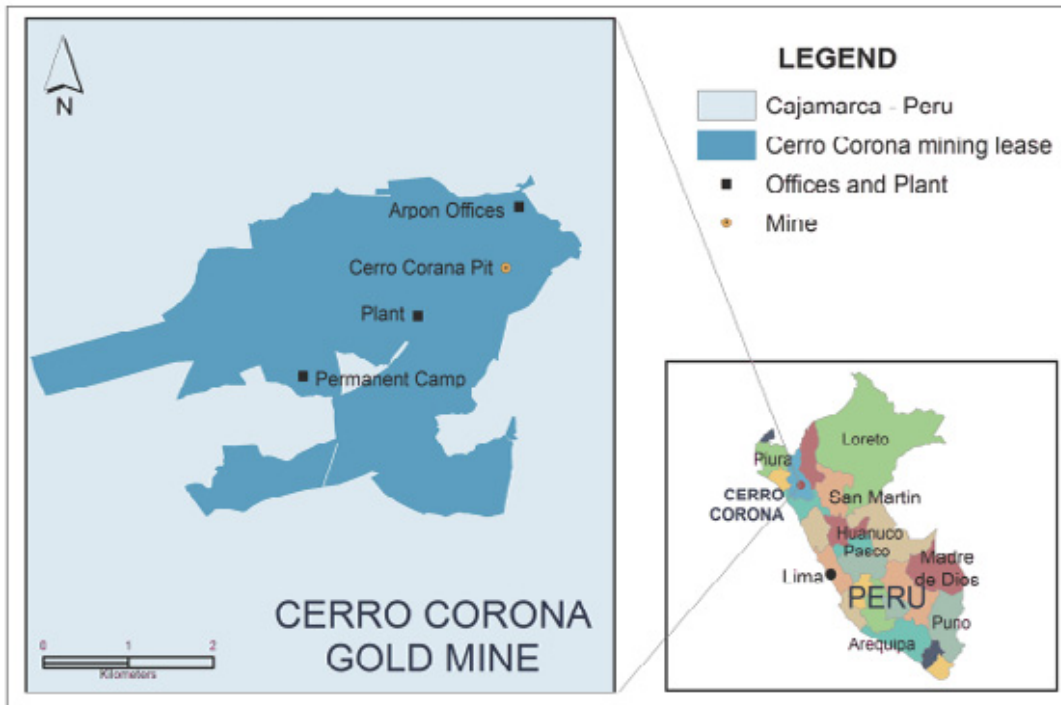 N
Arpon Offices
Cerro Corana Pit
Plant
Permanent Camp
CERRO CORONA
GOLD MINE
0 1 2
Kilometers
LEGEND
Cajamarca - Peru
Cerro Corona mining lease
Offices and Plant
Mine
Loreto
Piura
CERRO
CORONA
San Martin
Huanuco
Pasco
Lima
Madre
de Dios
PERU
Puno
Arequipa